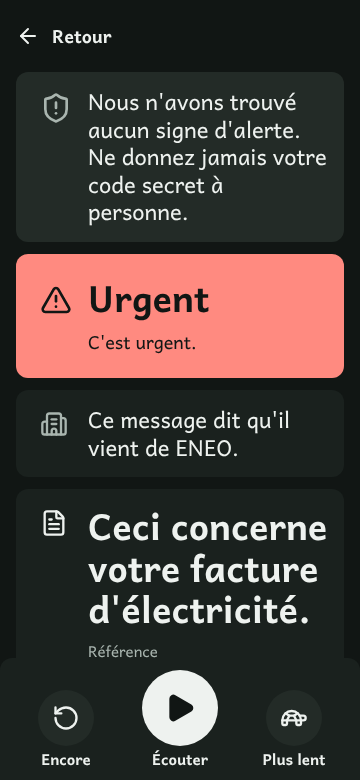 Retour
Nous n'avons trouvé
aucun signe d'alerte.
Ne donnez jamais votre
code secret à
personne.
Urgent
C'est urgent.
Ce message dit qu'il
vient de ENEO.
Ceci concerne
votre facture
d'électricité.
Référence
Encore
Écouter
Plus lent